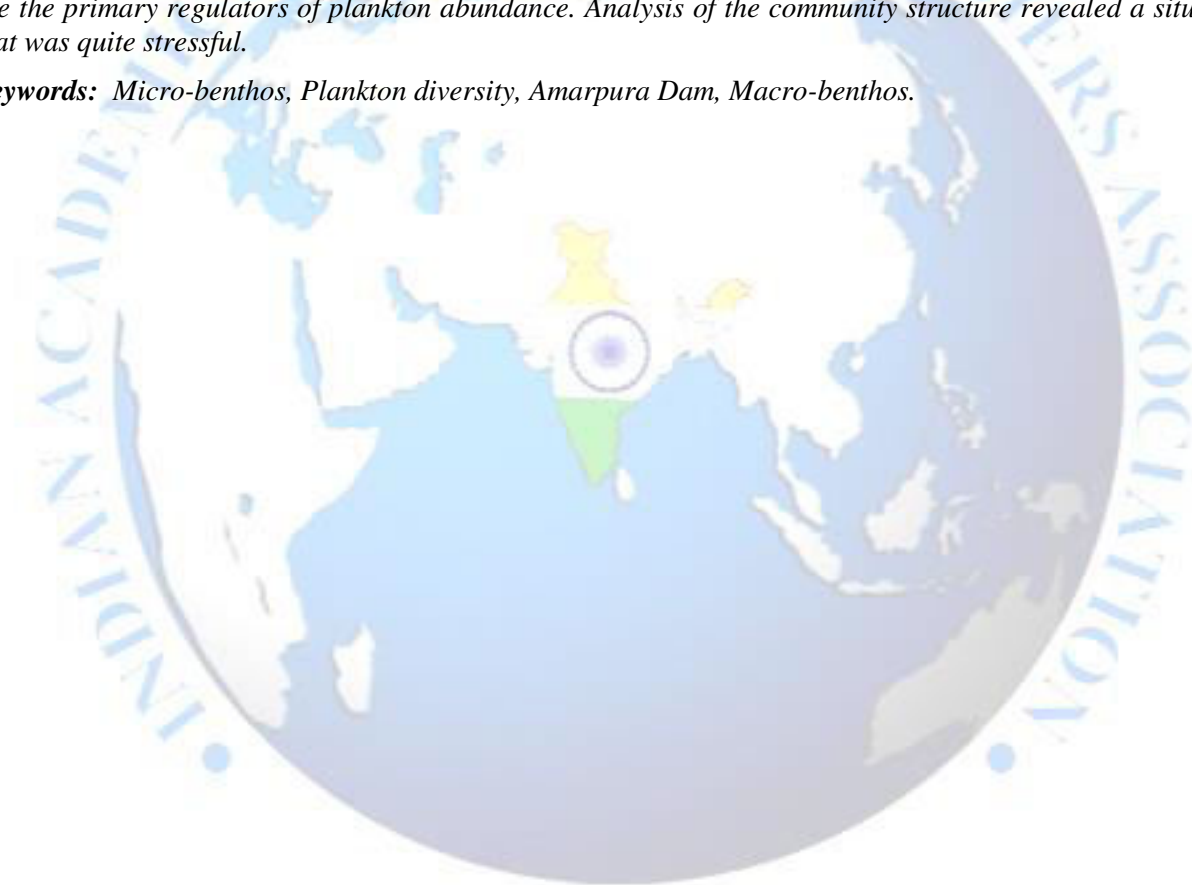 e the primary regulators of plankton abundance. Analysis of the community structure revealed a situ
at was quite stressful.
eywords: Micro-benthos, Plankton diversity, Amarpura Dam, Macro-benthos.
INDIAN ACADEMIC
ERS ASSOCIATION